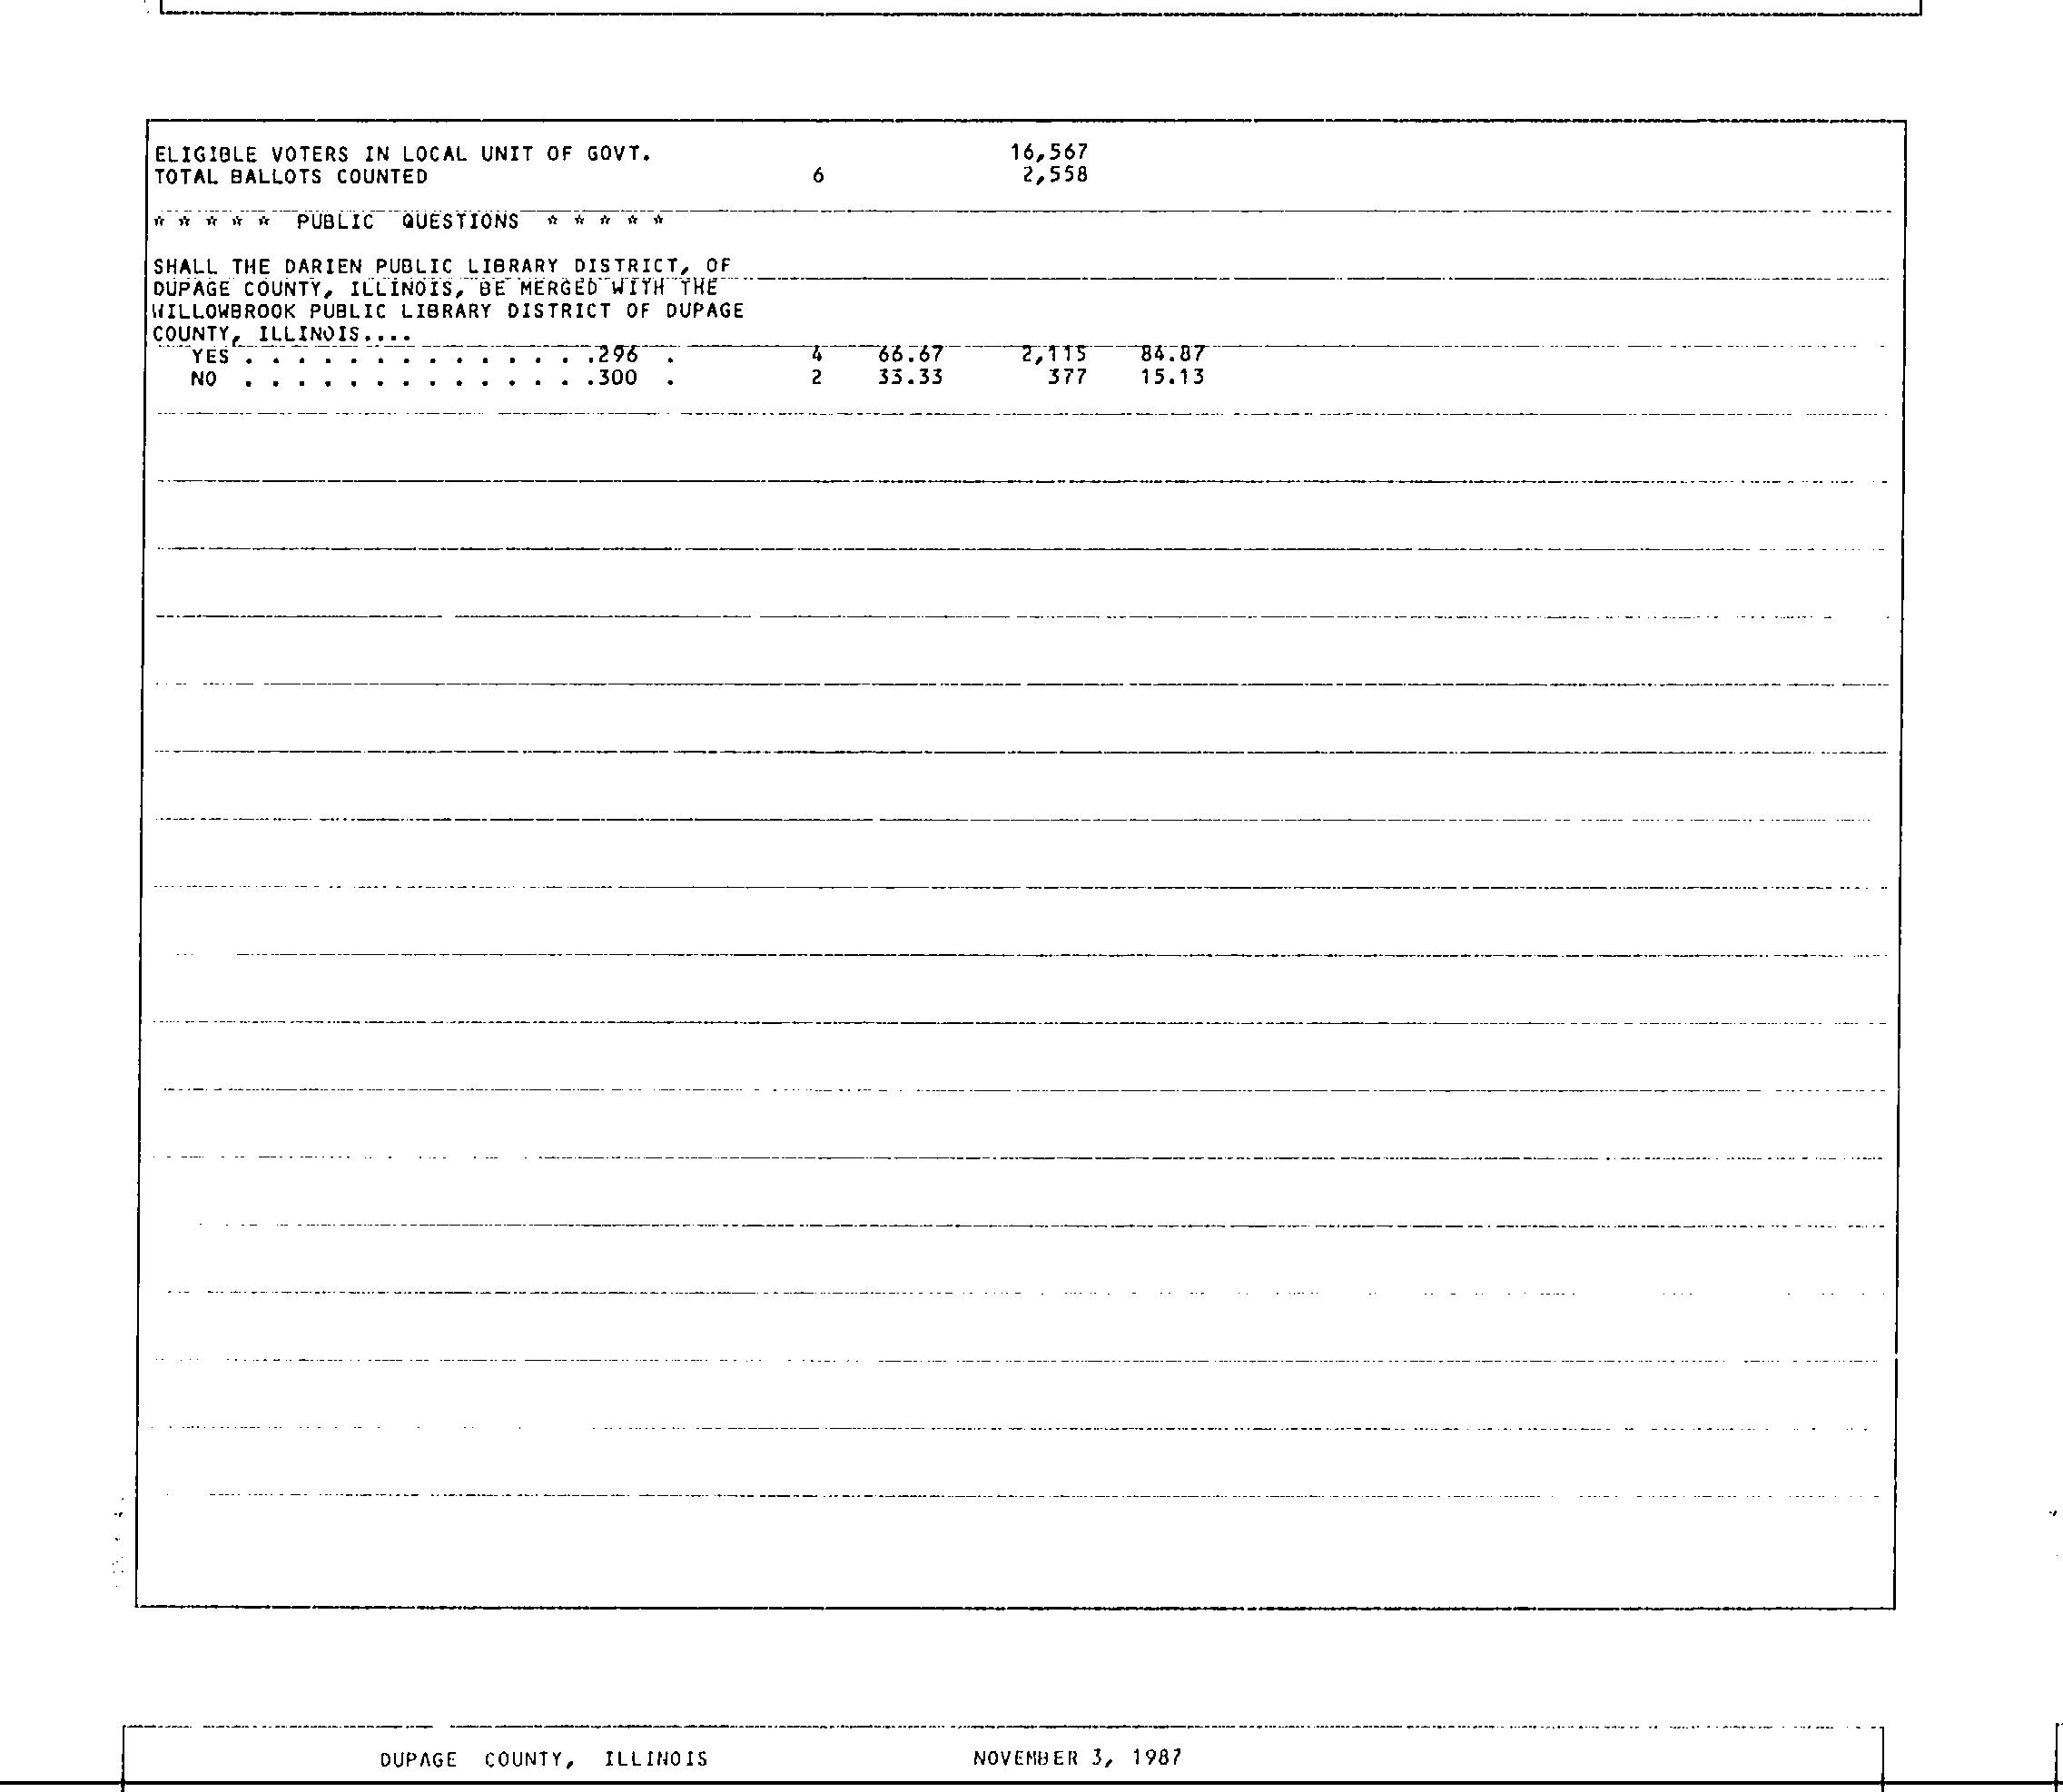 ELIGIBLE VOTERS IN LOCAL UNIT OF GOVT. 16,567
TOTAL BALLOTS COUNTED 6 2,558
* * * * * PUBLIC QUESTIONS * * * * *
SHALL THE DARIEN PUBLIC LIBRARY DISTRICT, OF
DUPAGE COUNTY, ILLINOIS, BE MERGED WITH THE
WILLOWBROOK PUBLIC LIBRARY DISTRICT OF DUPAGE
COUNTY, ILLINOIS....
YES . . . . . . . . . . . . . .296 . 4 66.67 2,115 84.87
NO . . . . . . . . . . . . . .300 . 2 33.33 377 15.13
DUPAGE COUNTY, ILLINOIS NOVEMBER 3, 1987